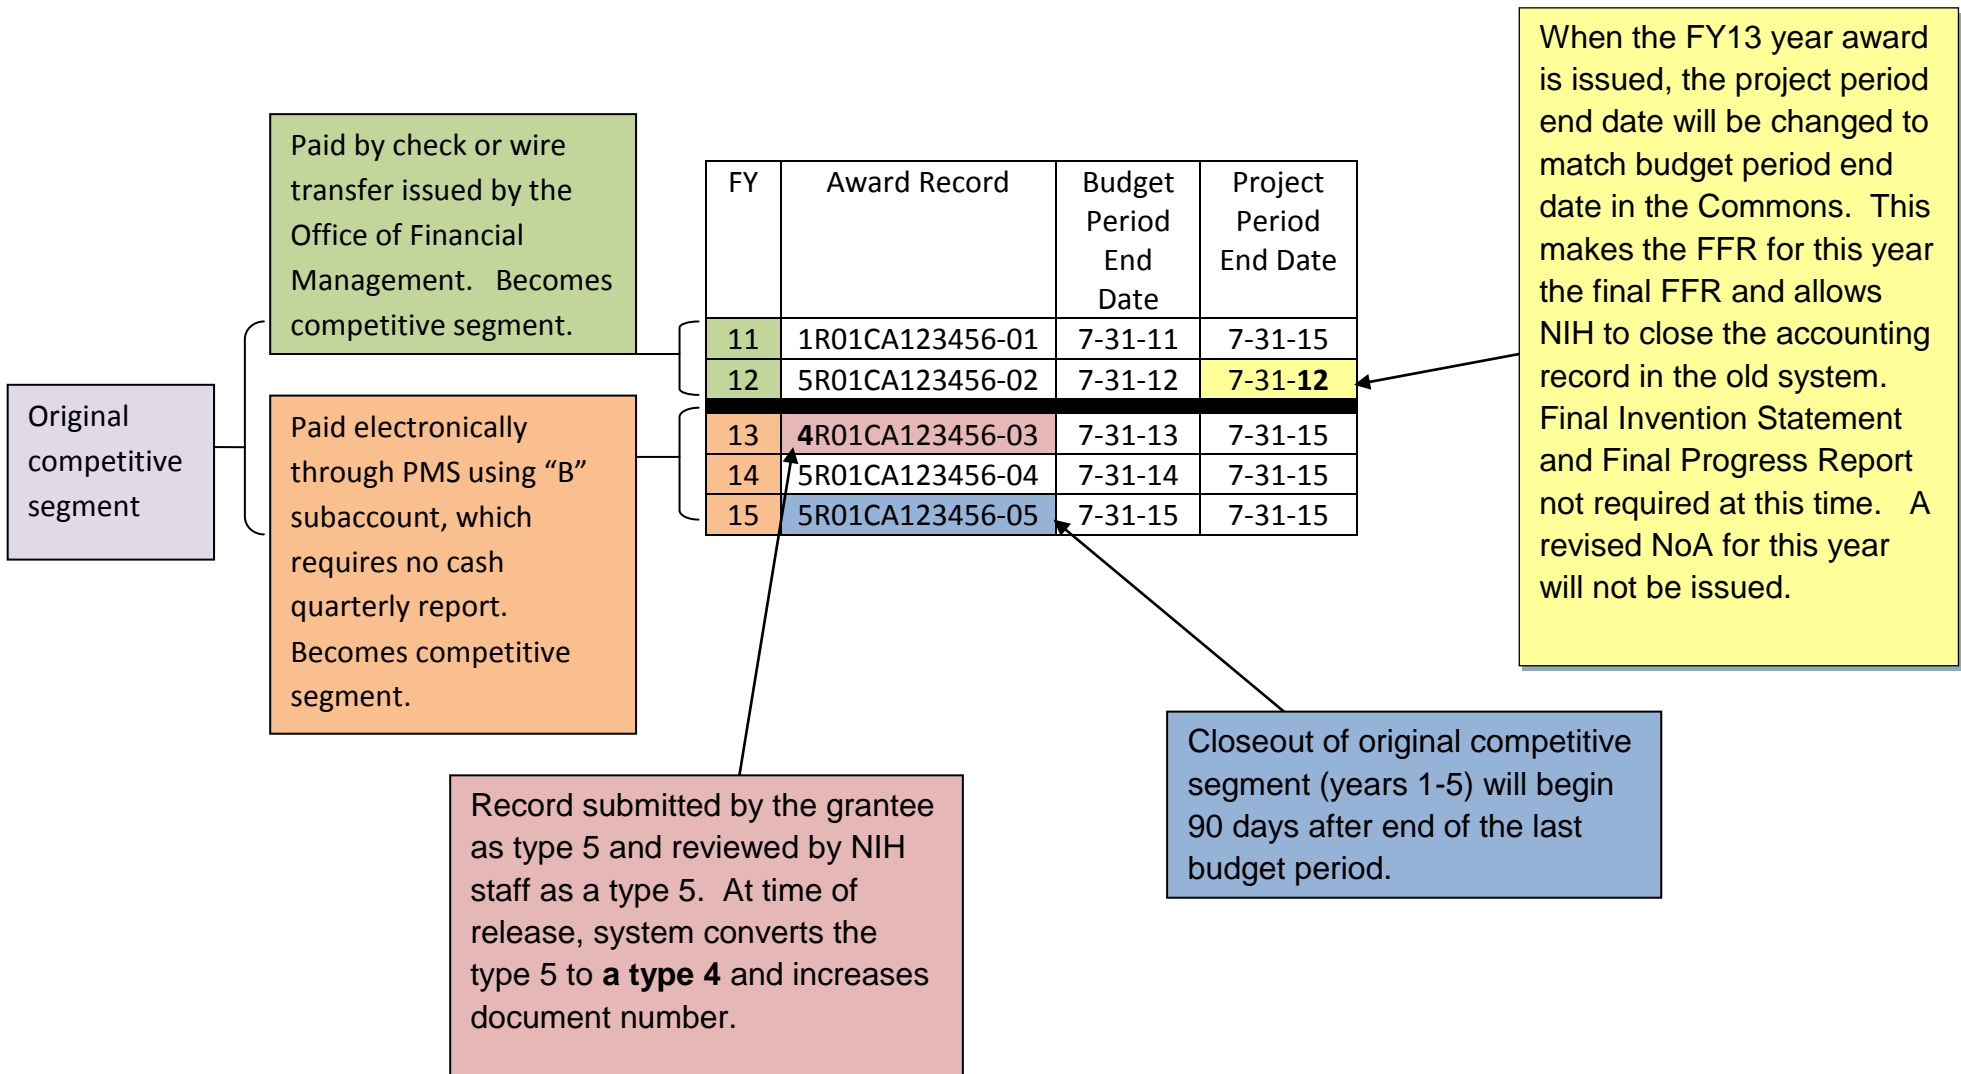 Original
competitive
segment
Paid by check or wire
transfer issued by the
Office of Financial
Management.   Becomes
competitive segment.
Paid electronically
through PMS using “B”
subaccount, which
requires no cash
quarterly report.
Becomes competitive
segment.
FY
Award Record
Budget
Period
End
Date
Project
Period
End Date
11 1R01CA123456-01 7-31-11 7-31-15
12 5R01CA123456-02 7-31-12 7-31-12
13 4R01CA123456-03 7-31-13 7-31-15
14 5R01CA123456-04 7-31-14 7-31-15
15 5R01CA123456-05 7-31-15 7-31-15
When the FY13 year award
is issued, the project period
end date will be changed to
match budget period end
date in the Commons.  This
makes the FFR for this year
the final FFR and allows
NIH to close the accounting
record in the old system.
Final Invention Statement
and Final Progress Report
not required at this time.   A
revised NoA for this year
will not be issued.
Record submitted by the grantee
as type 5 and reviewed by NIH
staff as a type 5.  At time of
release, system converts the
type 5 to a type 4 and increases
document number.
Closeout of original competitive
segment (years 1-5) will begin
90 days after end of the last
budget period.